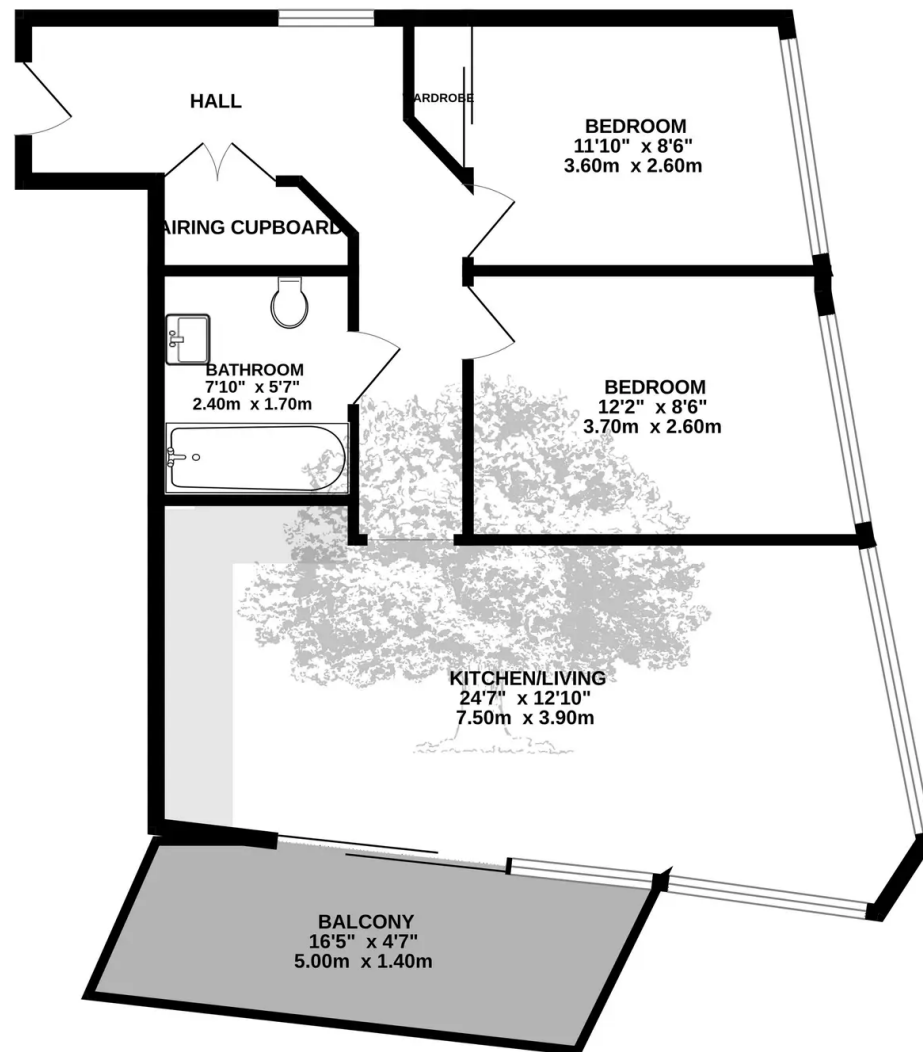 HALL
WARDROBE
BEDROOM
11'10" x 8'6"
3.60m x 2.60m
AIRING CUPBOARD
BATHROOM
7'10" x 5'7"
2.40m x 1.70m
BEDROOM
12'2" x 8'6"
3.70m x 2.60m
KITCHEN/LIVING
24'7" x 12'10"
7.50m x 3.90m
BALCONY
16'5" x 4'7"
5.00m x 1.40m